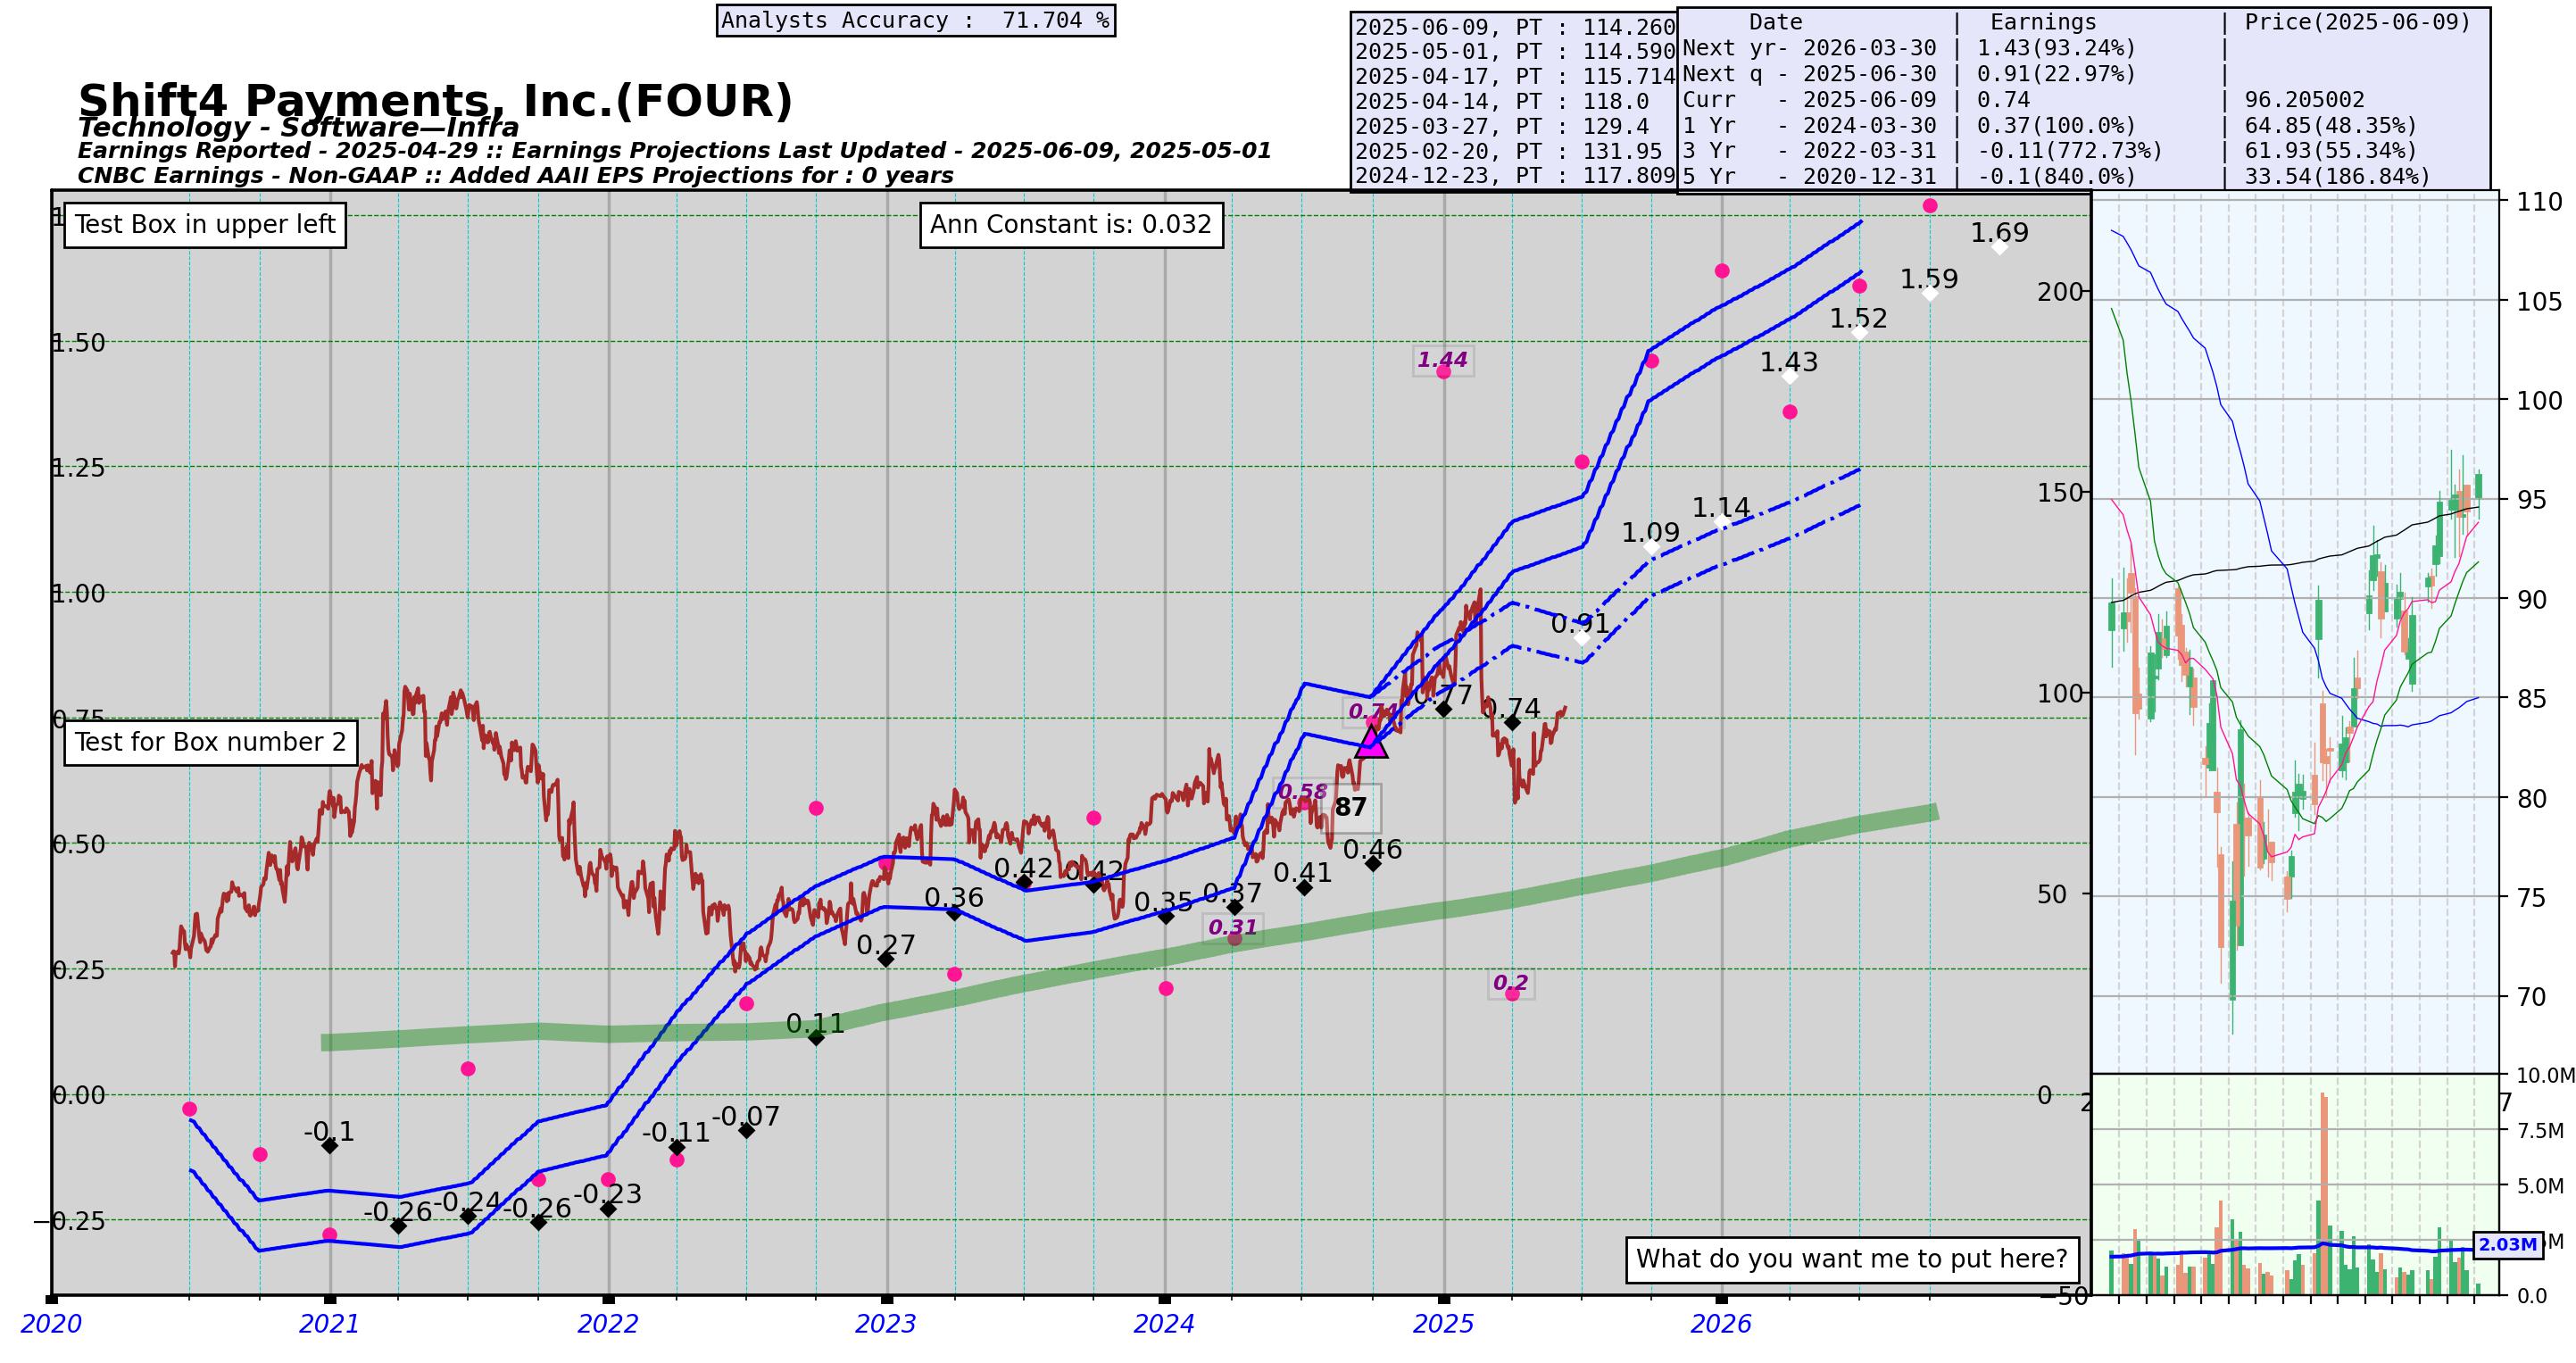 Analysts Accuracy :  71.704 %
2025-06-09, PT : 114.260
2025-05-01, PT : 114.590
2025-04-17, PT : 115.714
2025-04-14, PT : 118.0
2025-03-27, PT : 129.4
2025-02-20, PT : 131.95
2024-12-23, PT : 117.809
Date | Earnings | Price(2025-06-09)
Next yr- 2026-03-30 | 1.43(93.24%) |
Next q - 2025-06-30 | 0.91(22.97%) |
Curr - 2025-06-09 | 0.74 | 96.205002
1 Yr - 2024-03-30 | 0.37(100.0%) | 64.85(48.35%)
3 Yr - 2022-03-31 | -0.11(772.73%) | 61.93(55.34%)
5 Yr - 2020-12-31 | -0.1(840.0%) | 33.54(186.84%)
Shift4 Payments, Inc.(FOUR)
Technology - Software—Infra
Earnings Reported - 2025-04-29 :: Earnings Projections Last Updated - 2025-06-09, 2025-05-01
CNBC Earnings - Non-GAAP :: Added AAII EPS Projections for : 0 years
Test Box in upper left
Ann Constant is: 0.032
Test for Box number 2
What do you want me to put here?
1.50
1.25
1.00
0.75
0.50
0.25
0.00
−0.25
-0.1
-0.26
-0.24
-0.26
-0.23
-0.11
-0.07
0.11
0.27
0.36
0.42
0.42
0.35
0.37
0.41
0.46
0.77
0.74
0.91
1.09
1.14
1.43
1.52
1.59
1.69
0.31
0.58
0.74
1.44
0.2
87
200
150
100
50
0
−50
110
105
100
95
90
85
80
75
70
10.0M
7.5M
5.0M
2.03M
0.0
2020
2021
2022
2023
2024
2025
2026